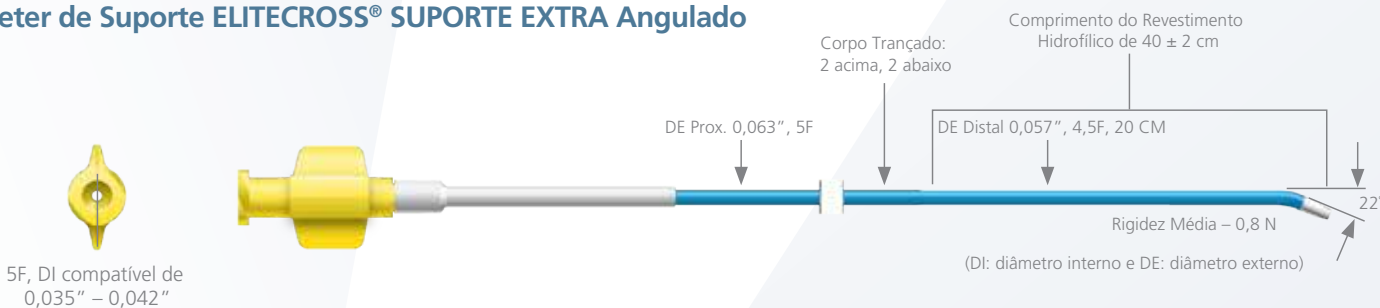 eter de Suporte ELITECROSS® SUPORTE EXTRA Angulado
Comprimento do Revestimento
Hidrofílico de 40 ± 2 cm
Corpo Trançado:
2 acima, 2 abaixo
DE Prox. 0,063”, 5F
DE Distal 0,057”, 4,5F, 20 CM
22°
Rigidez Média – 0,8 N
(DI: diâmetro interno e DE: diâmetro externo)
5F, DI compatível de
0,035” – 0,042”